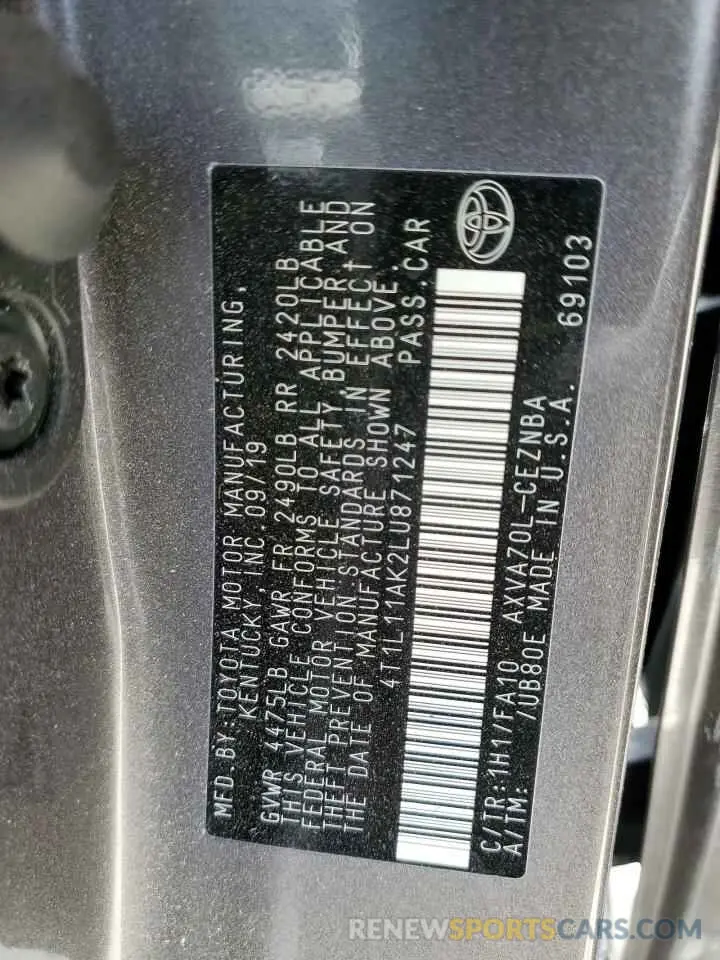 MFD. BY: TOYOTA MOTOR MANUFACTURING,
KENTUCKY, INC. 09/19
GVWR 4475LB GAWR FR 2490LB RR 2420LB
THIS VEHICLE CONFORMS TO ALL APPLICABLE
FEDERAL MOTOR VEHICLE SAFETY, BUMPER AND
THEFT PREVENTION STANDARDS IN EFFECT ON
THE DATE OF MANUFACTURE SHOWN ABOVE.
4T1L11AK2LU871247 PASS.CAR
C/TR: 1H1/FA10 AXVA70L-CEZNBA
A/TM: /UB80E MADE IN U.S.A.
69103
RENEWSPORTSCARS.COM